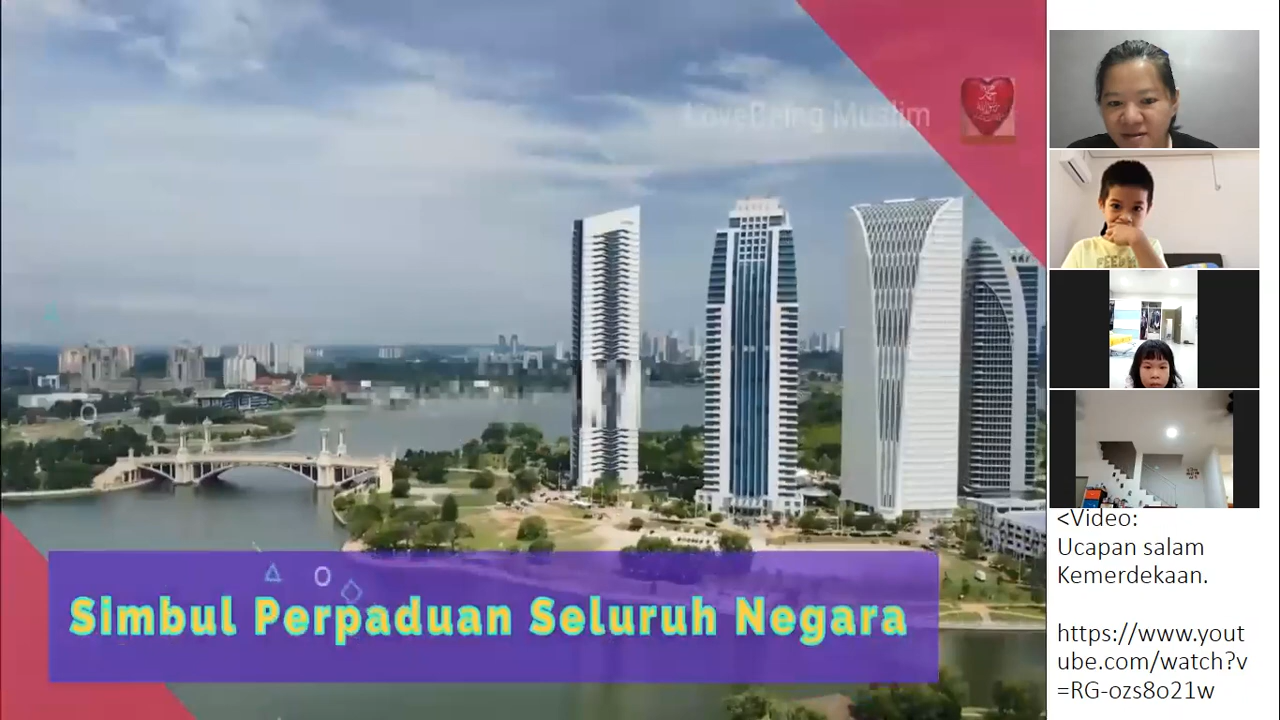 LoveBeing Muslim
Simbul Perpaduan Seluruh Negara
<Video:
Ucapan salam
Kemerdekaan.
https://www.yout
ube.com/watch?v
=RG-ozs8o21w